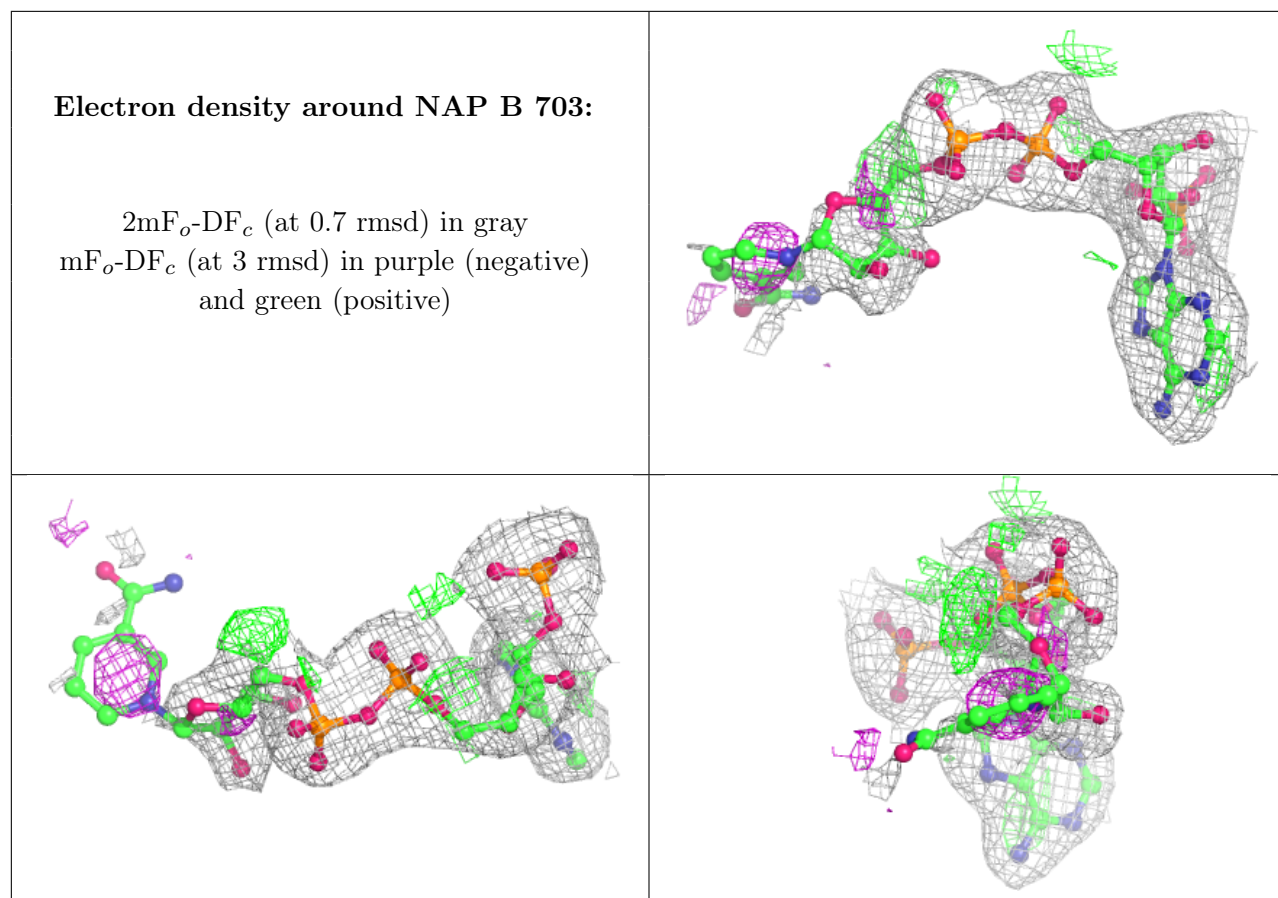 Electron density around NAP B 703:
2mFo-DFc (at 0.7 rmsd) in gray
mFo-DFc (at 3 rmsd) in purple (negative)
and green (positive)